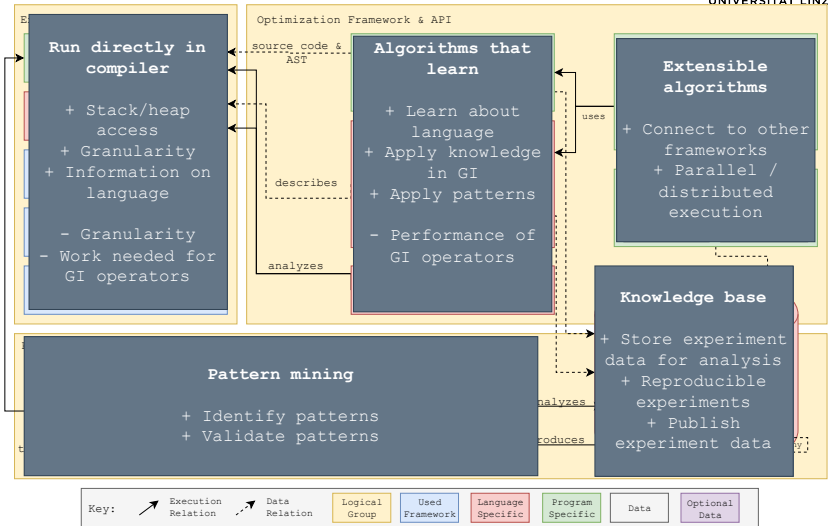 UNIVERSITÄT LINZ
Optimization Framework & API
Run directly in
compiler
+ Stack/heap
access
+ Granularity
+ Information on
language
- Granularity
- Work needed for
GI operators
source code &
AST
describes
analyzes
Algorithms that
learn
+ Learn about
language
+ Apply knowledge
in GI
+ Apply patterns
- Performance of
GI operators
uses
Extensible
algorithms
+ Connect to other
frameworks
+ Parallel /
distributed
execution
Knowledge base
+ Store experiment
data for analysis
+ Reproducible
experiments
+ Publish
experiment data
Pattern mining
+ Identify patterns
+ Validate patterns
nalyzes
roduces
Key:
Execution
Relation
Data
Relation
Logical
Group
Used
Framework
Language
Specific
Program
Specific
Data
Optional
Data